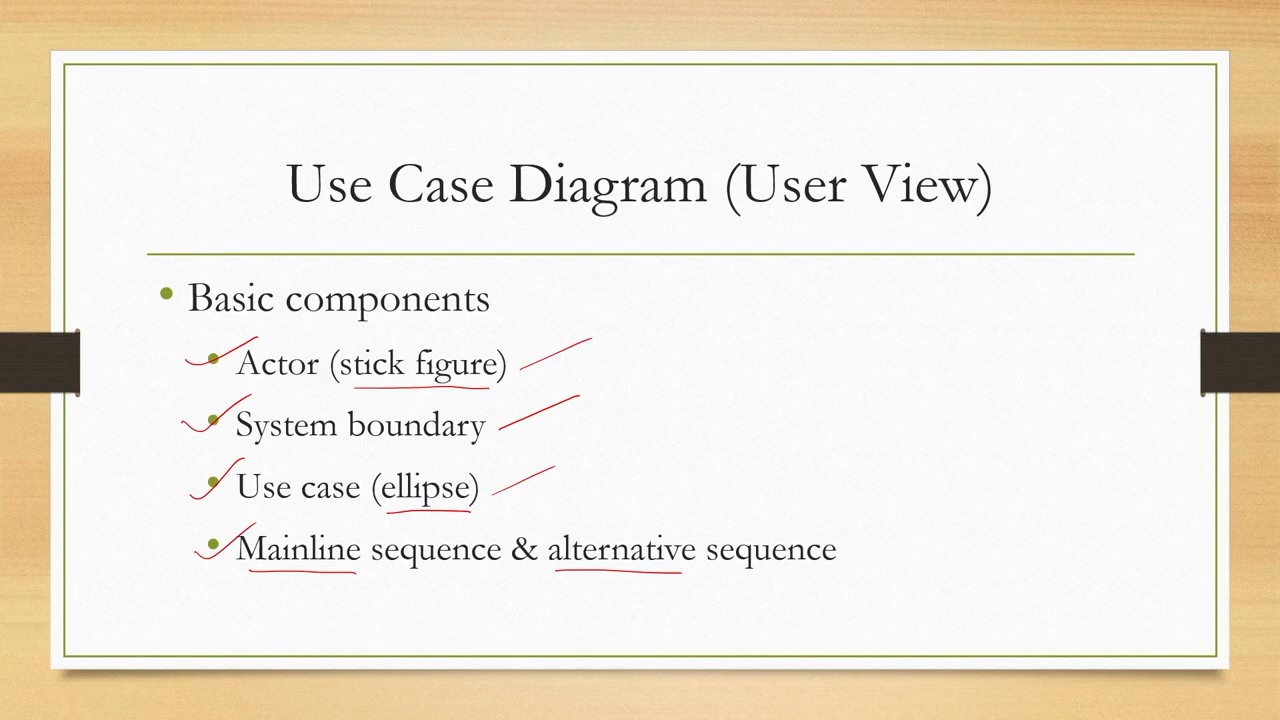 Use Case Diagram (User View)
Basic components
Actor (stick figure)
System boundary
Use case (ellipse)
Mainline sequence & alternative sequence